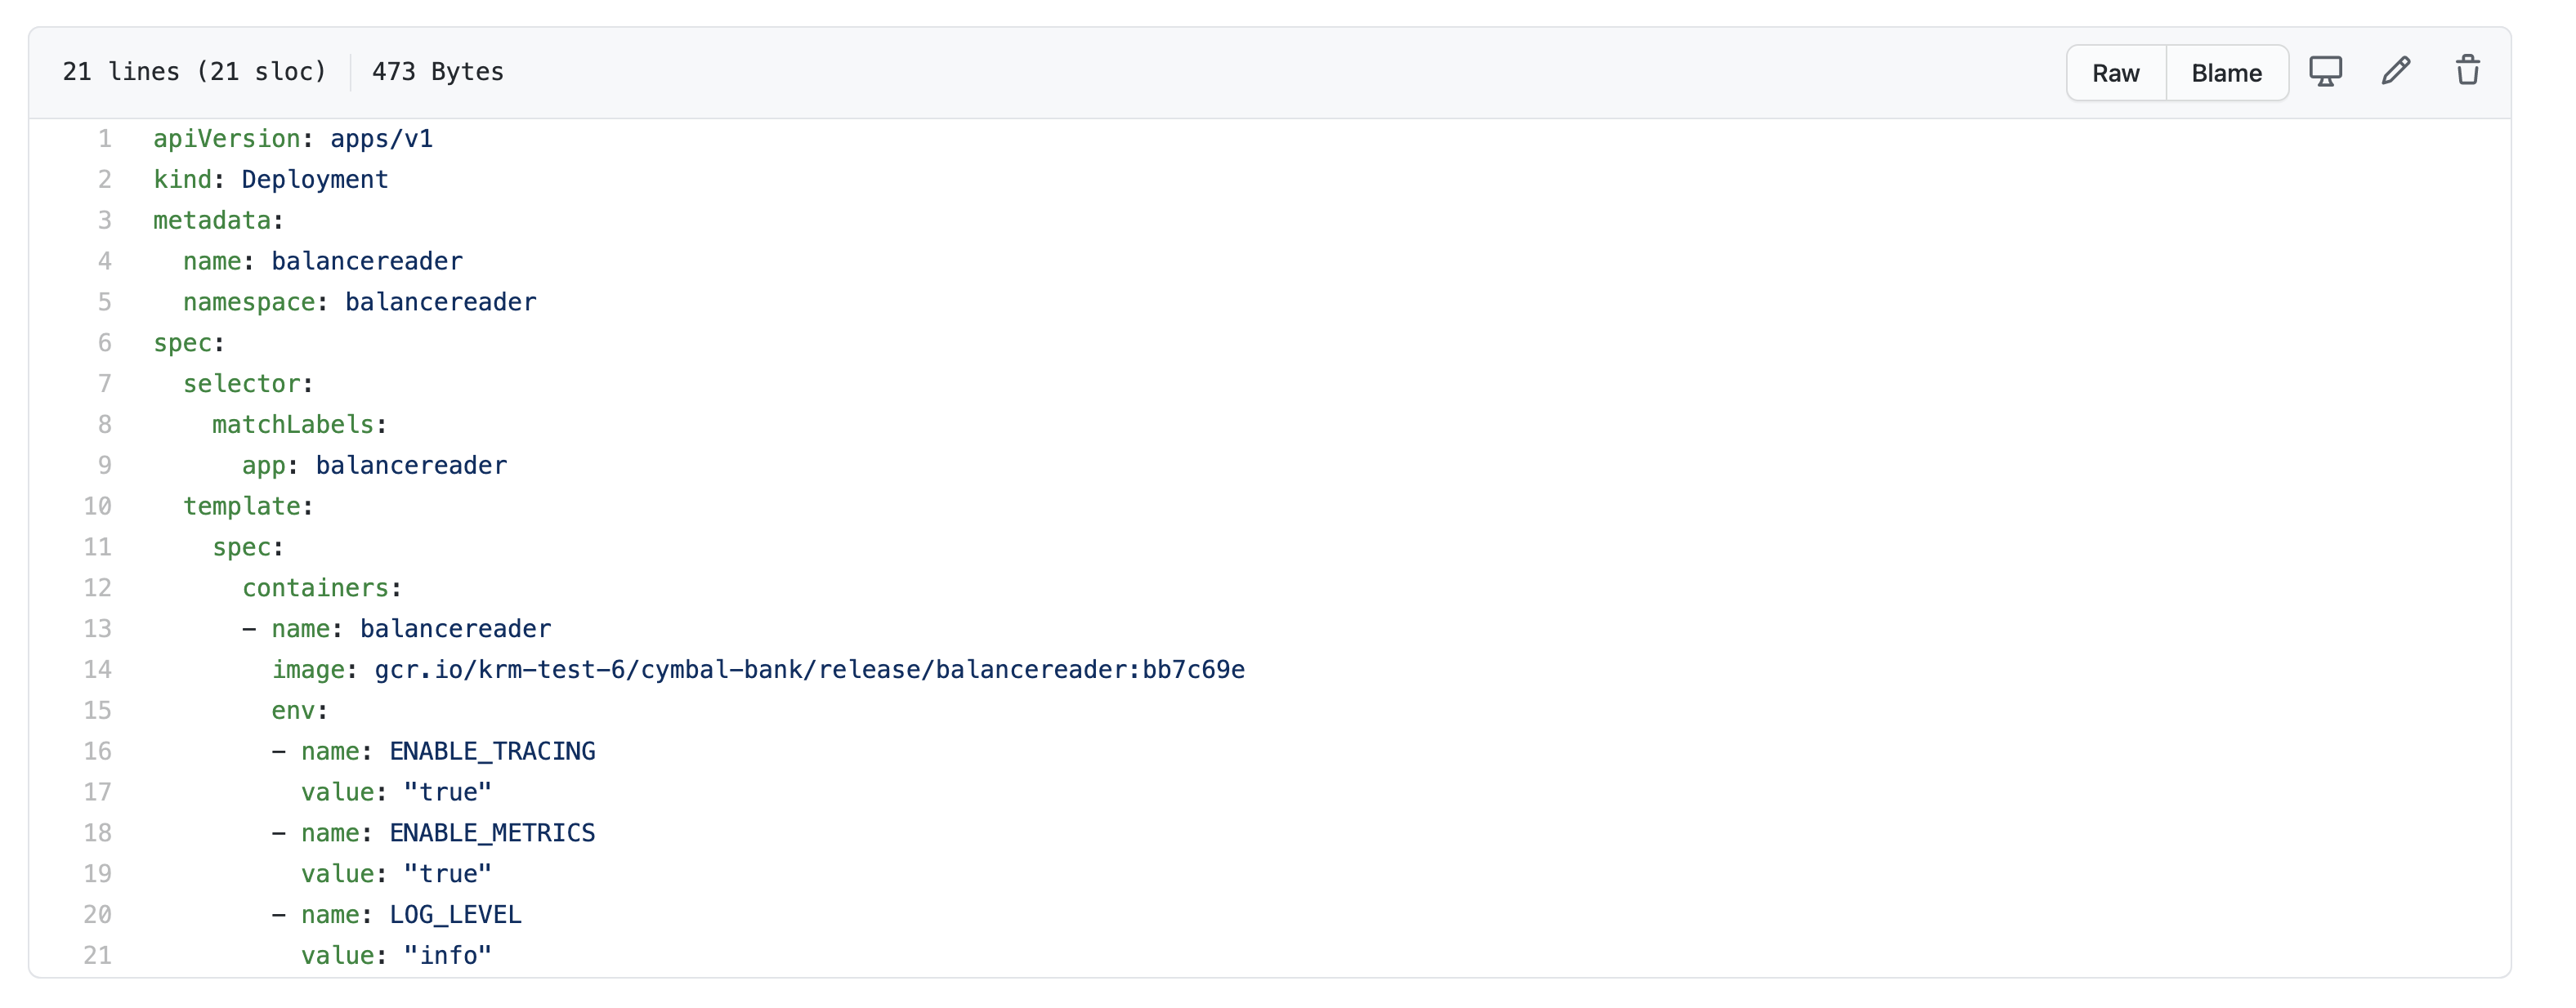 21 lines (21 sloc) 473 Bytes Raw Blame
1 apiVersion: apps/v1
2 kind: Deployment
3 metadata:
4   name: balancereader
5   namespace: balancereader
6 spec:
7   selector:
8     matchLabels:
9       app: balancereader
10   template:
11     spec:
12       containers:
13       - name: balancereader
14         image: gcr.io/krm-test-6/cymbal-bank/release/balancereader:bb7c69e
15         env:
16         - name: ENABLE_TRACING
17           value: "true"
18         - name: ENABLE_METRICS
19           value: "true"
20         - name: LOG_LEVEL
21           value: "info"